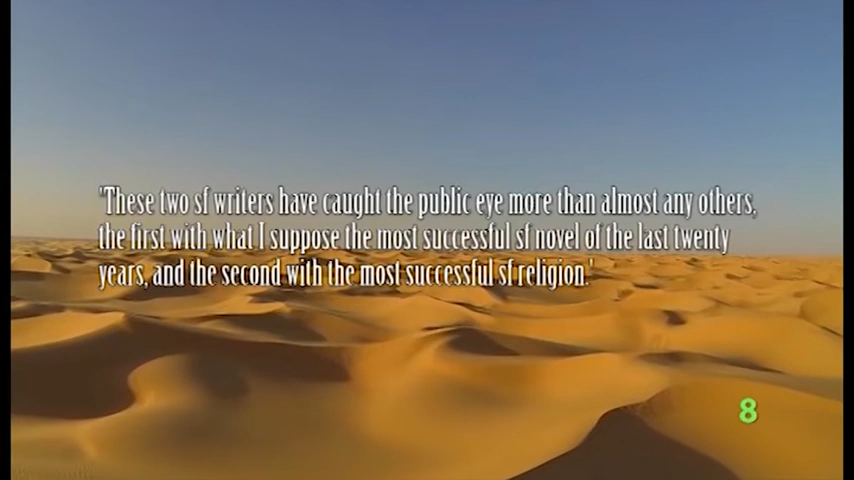 'These two sf writers have caught the public eye more than almost any others,
the first with what I suppose the most successful sf novel of the last twenty
years, and the second with the most successful sf religion.'
8